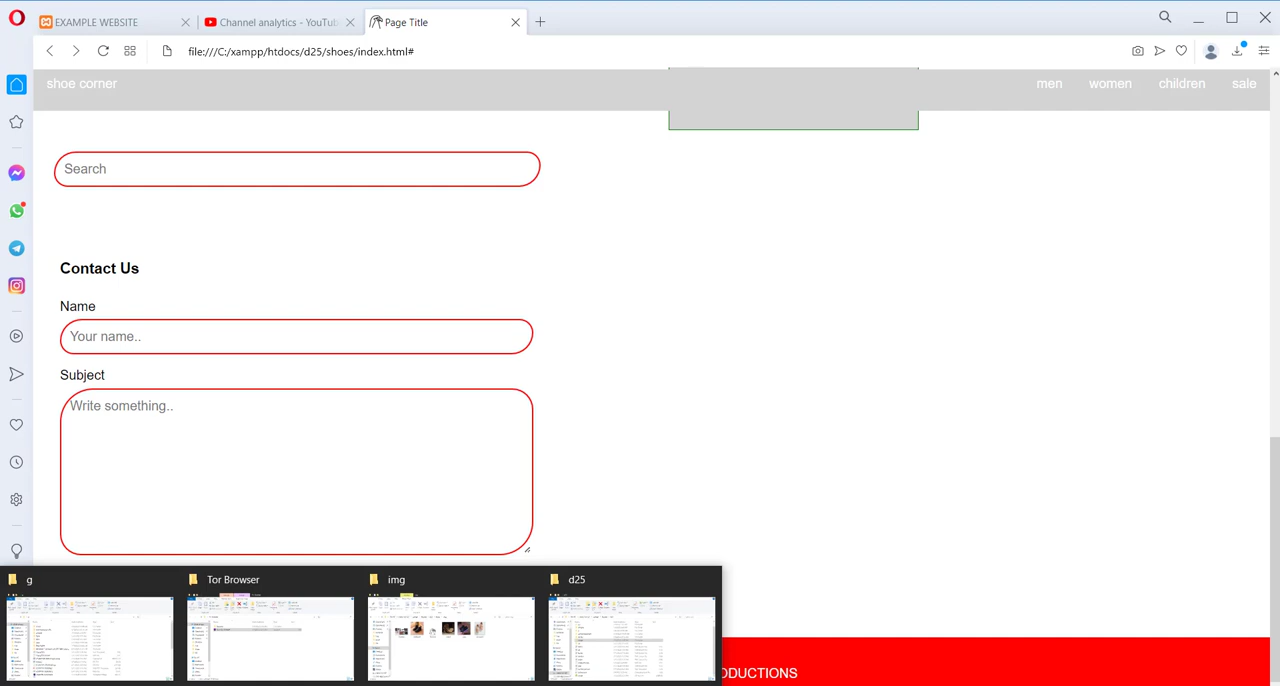 EXAMPLE WEBSITE
Channel analytics - YouTub
Page Title
file:///C:/xampp/htdocs/d25/shoes/index.html#
shoe corner
men
women
children
sale
Search
Contact Us
Name
Your name..
Subject
Write something..
g
Tor Browser
img
d25
ODUCTIONS